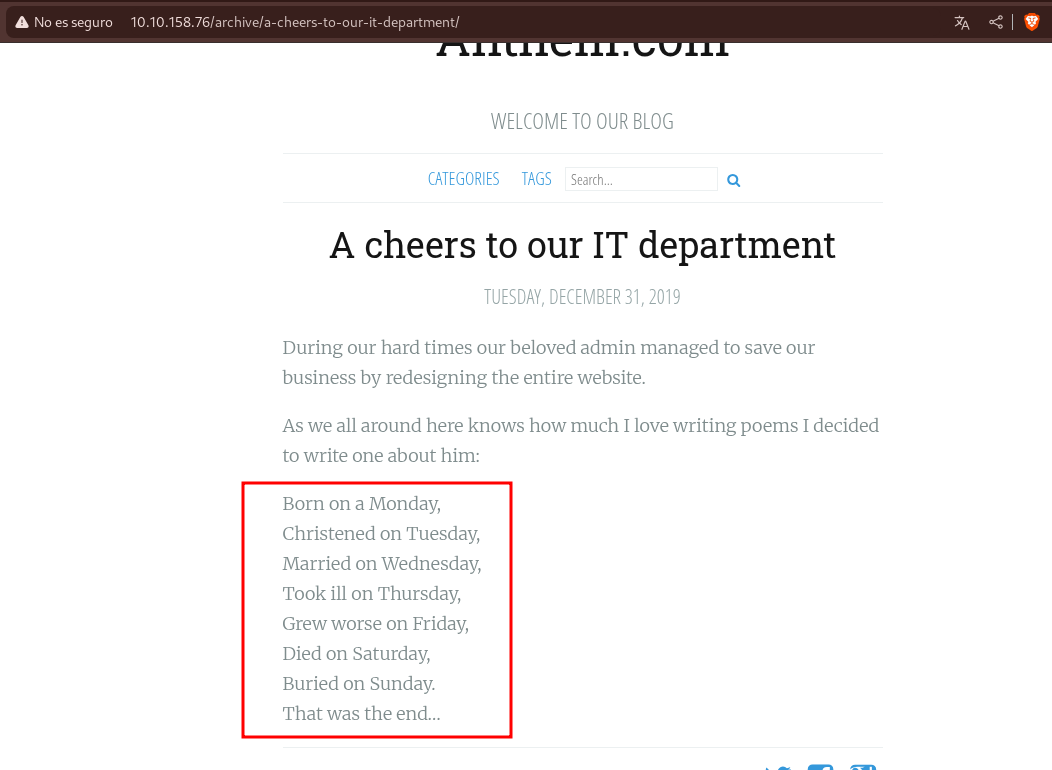 No es seguro 10.10.158.76/archive/a-cheers-to-our-it-department/
Anthem.com
WELCOME TO OUR BLOG
CATEGORIES TAGS Search...
A cheers to our IT department
TUESDAY, DECEMBER 31, 2019
During our hard times our beloved admin managed to save our
business by redesigning the entire website.
As we all around here knows how much I love writing poems I decided
to write one about him:
Born on a Monday,
Christened on Tuesday,
Married on Wednesday,
Took ill on Thursday,
Grew worse on Friday,
Died on Saturday,
Buried on Sunday.
That was the end...